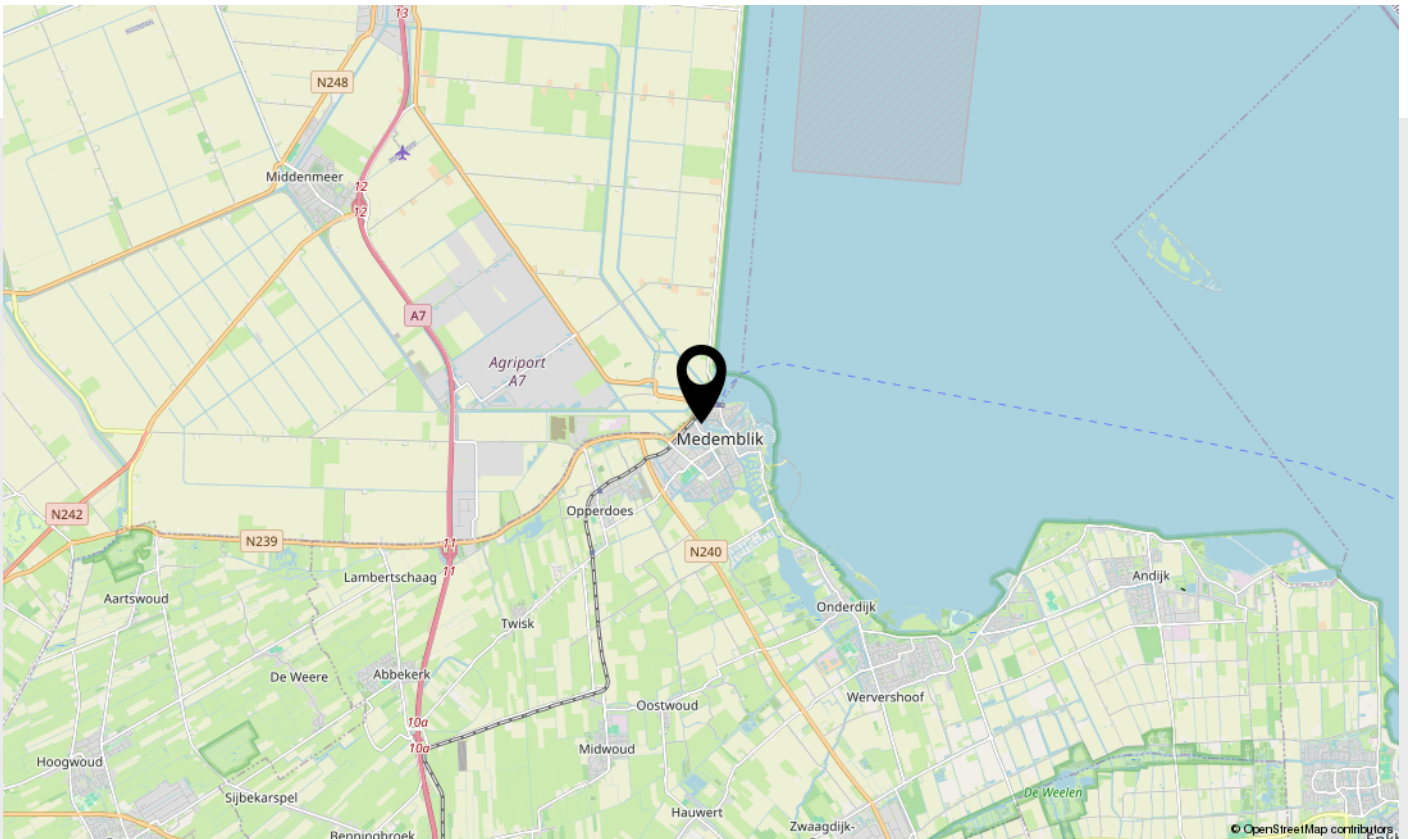 13
N248
Middenmeer
12
12
A7
Agriport
A7
Medemblik
Opperdoes
N242
N239
11
N240
11
Lambertschaag
Andijk
Aartswoud
Onderdijk
Twisk
De Weere
Abbekerk
Wervershoof
Oostwoud
10a
10a
Midwoud
Hoogwoud
De Weelen
Sijbekarspel
Hauwert
Zwaagdijk-
Benningbroek
© OpenStreetMap contributors